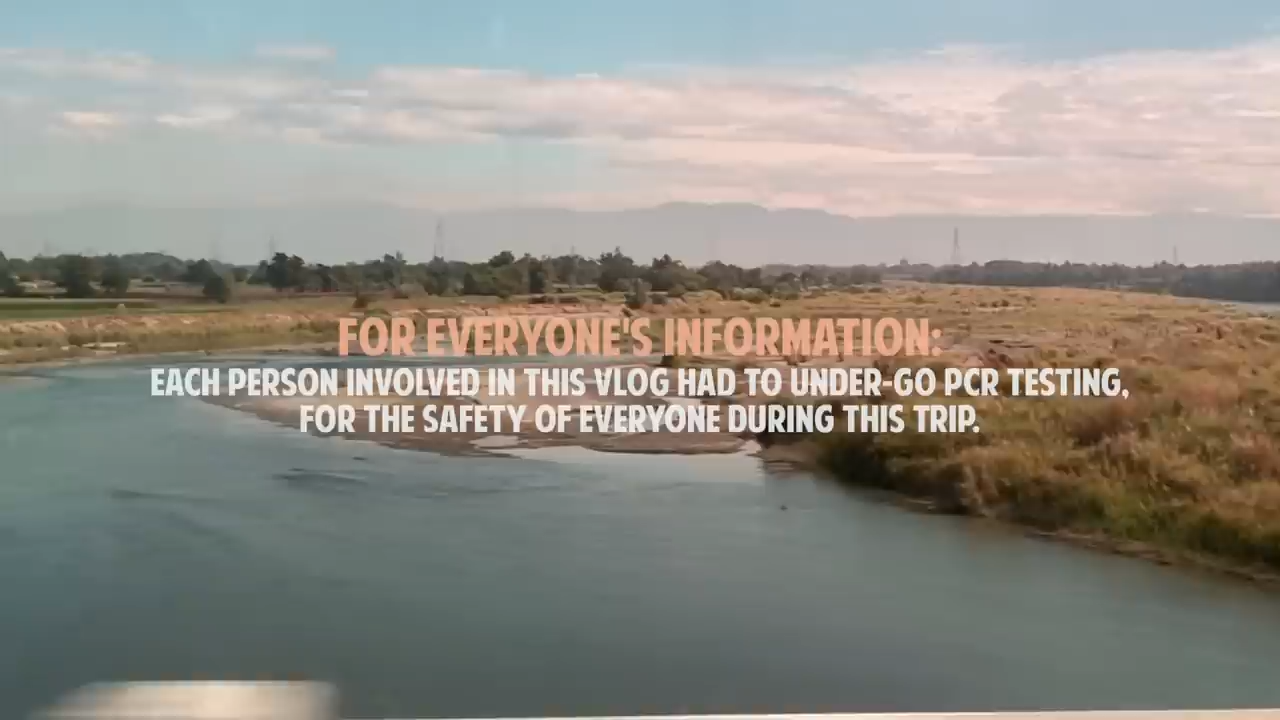 FOR EVERYONE'S INFORMATION:
EACH PERSON INVOLVED IN THIS VLOG HAD TO UNDER-GO PCR TESTING,
FOR THE SAFETY OF EVERYONE DURING THIS TRIP.